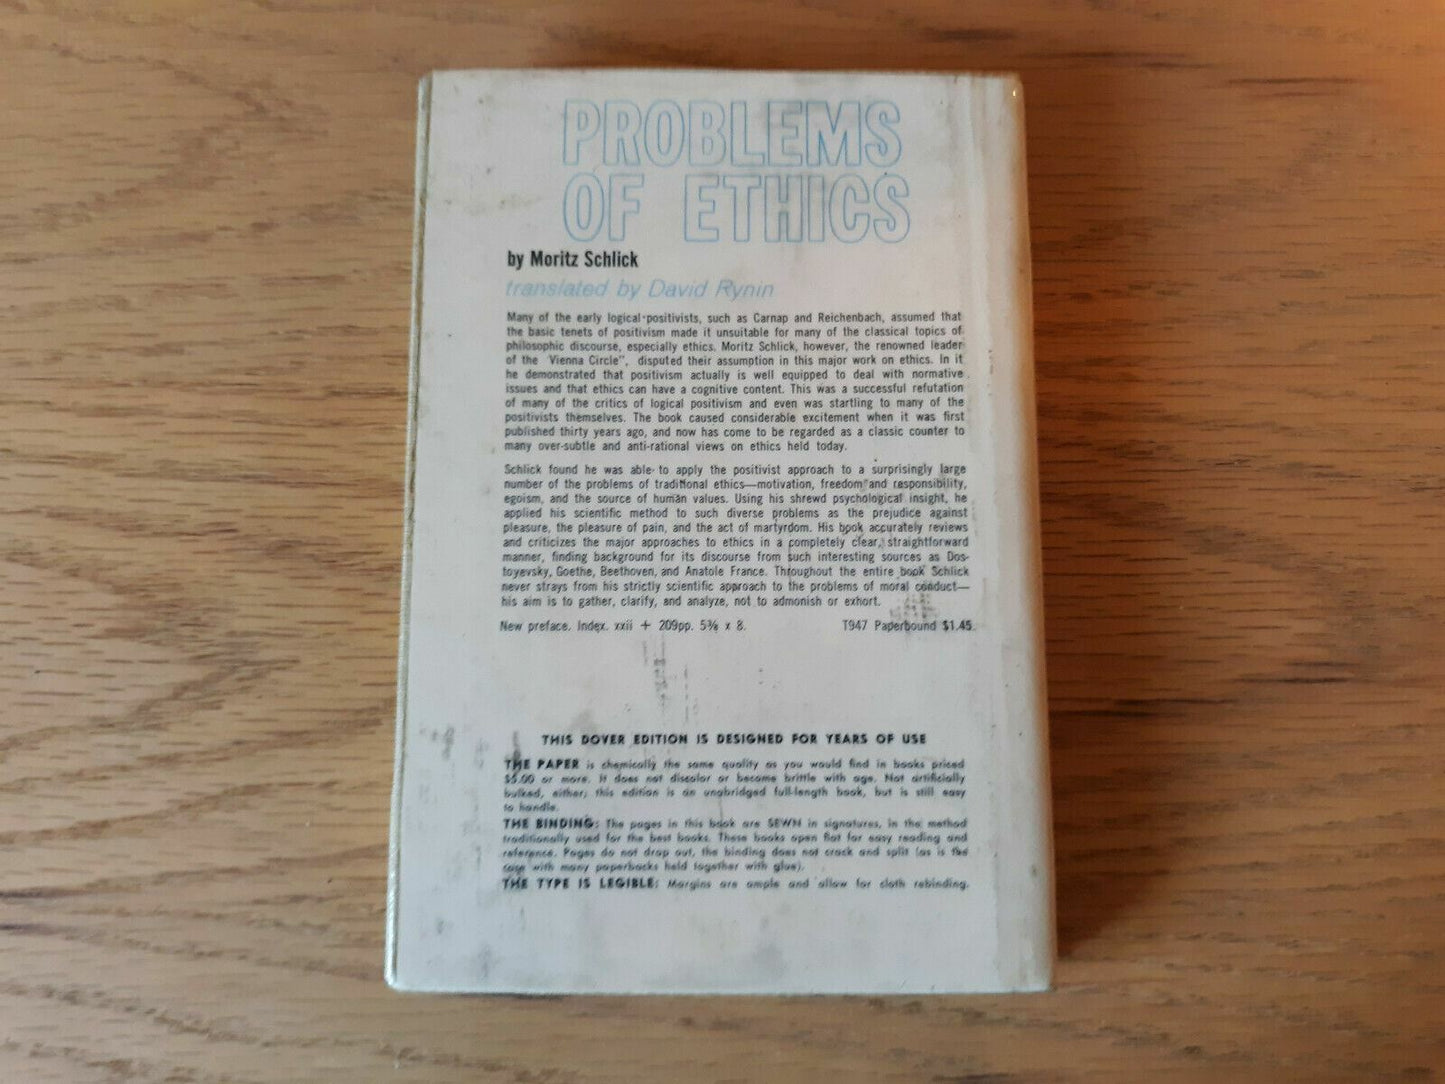 PROBLEMS
OF ETHICS
by Moritz Schlick
translated by David Rynin
Many of the early logical-positivists, such as Carnap and Reichenbach, assumed that
the basic tenets of positivism made it unsuitable for many of the classical topics of
philosophic discourse, especially ethics. Moritz Schlick, however, the renowned leader
of the "Vienna Circle", disputed their assumption in this major work on ethics. In it
he demonstrated that positivism actually is well equipped to deal with normative
issues and that ethics can have a cognitive content. This was a successful refutation
of many of the critics of logical positivism and even was startling to many of the
positivists themselves. The book caused considerable excitement when it was first
published thirty years ago, and now has come to be regarded as a classic counter to
many over-subtle and anti-rational views on ethics held today.
Schlick found he was able to apply the positivist approach to a surprisingly large
number of the problems of traditional ethics—motivation, freedom and responsibility,
egoism, and the source of human values. Using his shrewd psychological insight, he
applied his scientific method to such diverse problems as the prejudice against
pleasure, the pleasure of pain, and the act of martyrdom. His book accurately reviews
and criticizes the major approaches to ethics in a completely clear, straightforward
manner, finding background for its discourse from such interesting sources as Dos-
toyevsky, Goethe, Beethoven, and Anatole France. Throughout the entire book Schlick
never strays from his strictly scientific approach to the problems of moral conduct—
his aim is to gather, clarify, and analyze, not to admonish or exhort.
New preface. Index. xxii + 209pp. 5⅜ x 8. T947 Paperbound $1.45
THIS DOVER EDITION IS DESIGNED FOR YEARS OF USE
THE PAPER is chemically the same quality as you would find in books priced
$5.00 or more. It does not discolor or become brittle with age. Not artificially
bulked, either; this edition is an unabridged full-length book, but is still easy
to handle.
THE BINDING: The pages in this book are SEWN in signatures, in the method
traditionally used for the best books. These books open flat for easy reading and
reference. Pages do not drop out, the binding does not crack and split (as is the
case with many paperbacks held together with glue).
THE TYPE IS LEGIBLE: Margins are ample and allow for cloth rebinding.